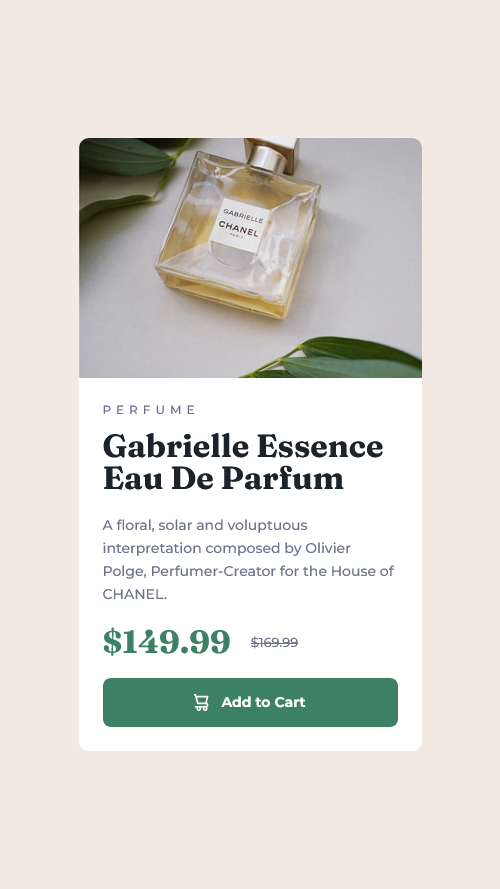 GABRIELLE
CHANEL
PARIS
PERFUME
Gabrielle Essence
Eau De Parfum
A floral, solar and voluptuous
interpretation composed by Olivier
Polge, Perfumer-Creator for the House of
CHANEL.
$149.99 $169.99
Add to Cart